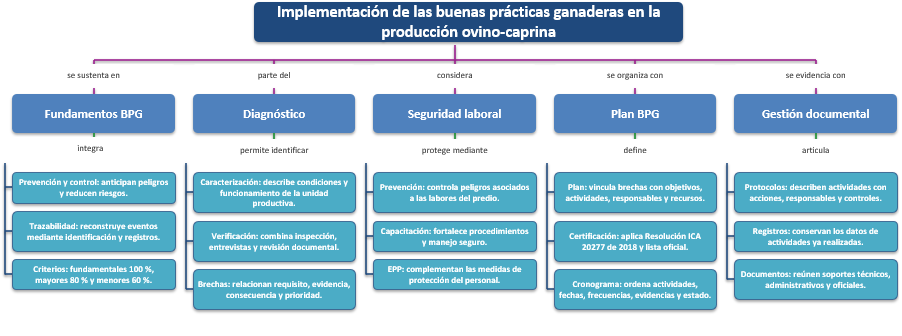 Implementación de las buenas prácticas ganaderas en la
producción ovino-caprina
se sustenta en
parte del
considera
se organiza con
se evidencia con
Fundamentos BPG
Diagnóstico
Seguridad laboral
Plan BPG
Gestión documental
integra
permite identificar
protege mediante
define
articula
Prevención y control: anticipan peligros
y reducen riesgos.
Trazabilidad: reconstruye eventos
mediante identificación y registros.
Criterios: fundamentales 100 %,
mayores 80 % y menores 60 %.
Caracterización: describe condiciones y
funcionamiento de la unidad
productiva.
Verificación: combina inspección,
entrevistas y revisión documental.
Brechas: relacionan requisito, evidencia,
consecuencia y prioridad.
Prevención: controla peligros asociados
a las labores del predio.
Capacitación: fortalece procedimientos
y manejo seguro.
EPP: complementan las medidas de
protección del personal.
Plan: vincula brechas con objetivos,
actividades, responsables y recursos.
Certificación: aplica Resolución ICA
20277 de 2018 y lista oficial.
Cronograma: ordena actividades,
fechas, frecuencias, evidencias y estado.
Protocolos: describen actividades con
acciones, responsables y controles.
Registros: conservan los datos de
actividades ya realizadas.
Documentos: reúnen soportes técnicos,
administrativos y oficiales.